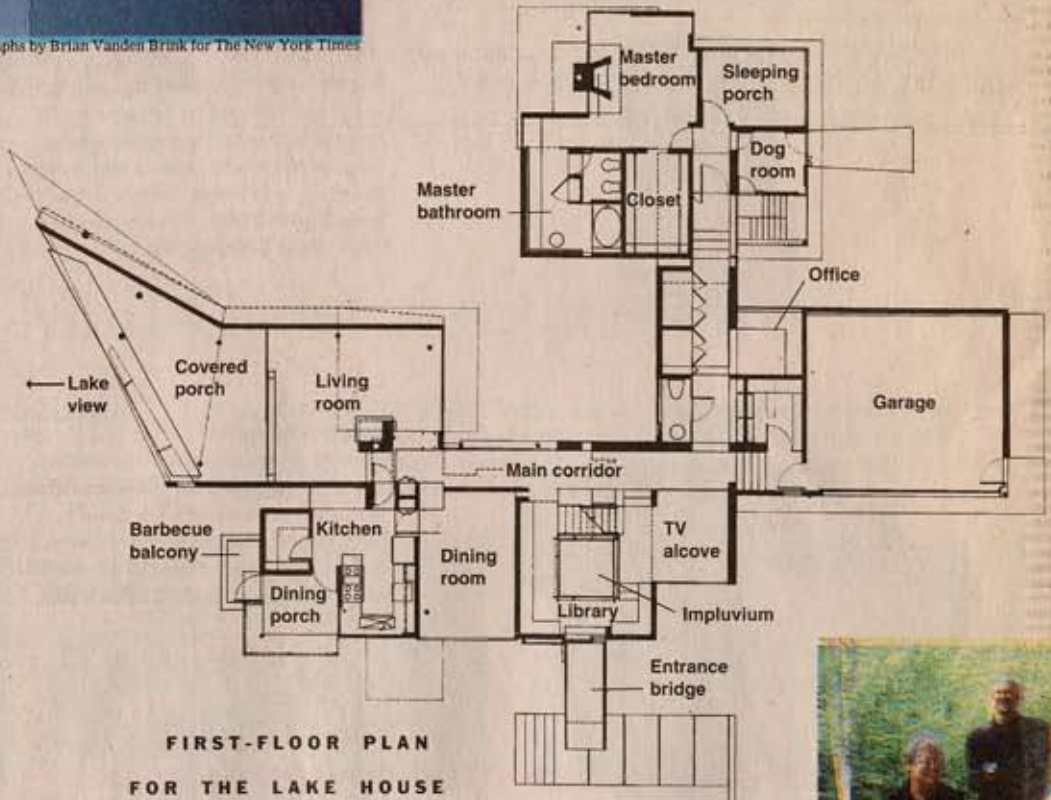 phs by Brian Vanden Brink for The New York Times
Master
bedroom
Sleeping
porch
Dog
room
Master
bathroom
Closet
Office
Covered
porch
Lake
view
Living
room
Garage
Main corridor
Barbecue
balcony
Kitchen
Dining
room
TV
alcove
Dining
porch
Library
Impluvium
Entrance
bridge
FIRST-FLOOR PLAN
FOR THE LAKE HOUSE